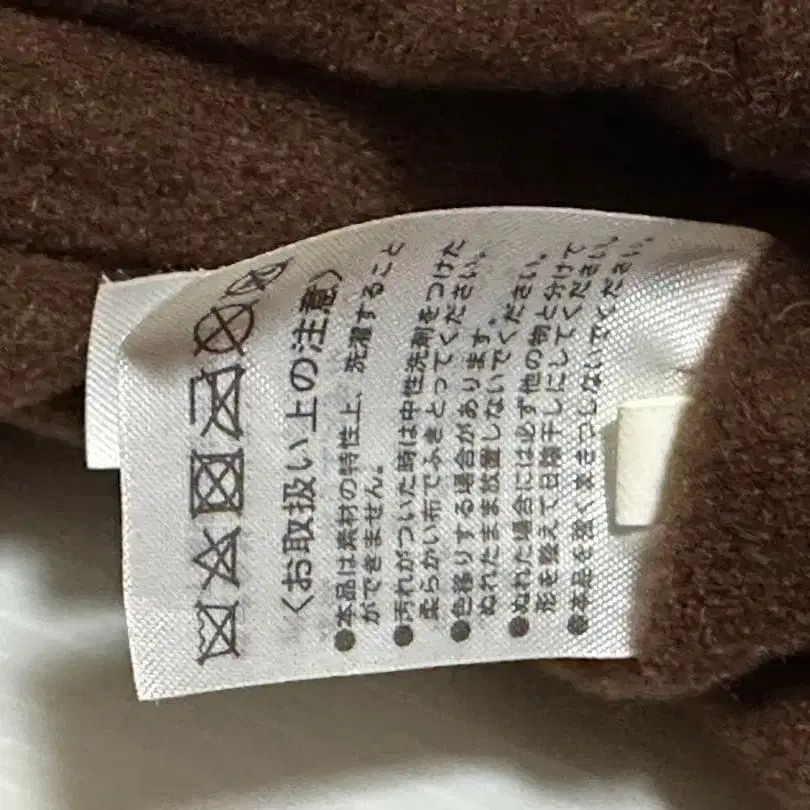 〈お取扱い上の注意〉
●本品は素材の特性上、洗濯すること
ができません。
●汚れがついた時は中性洗剤をつけた
柔らかい布でふきとってください。
●色移りする場合があります。
ぬれたまま放置しないでください。
●ぬれた場合には必ず他の物と分けて
形を整えて日陰干しにしてください。
●本品を強くまさつしないでください。